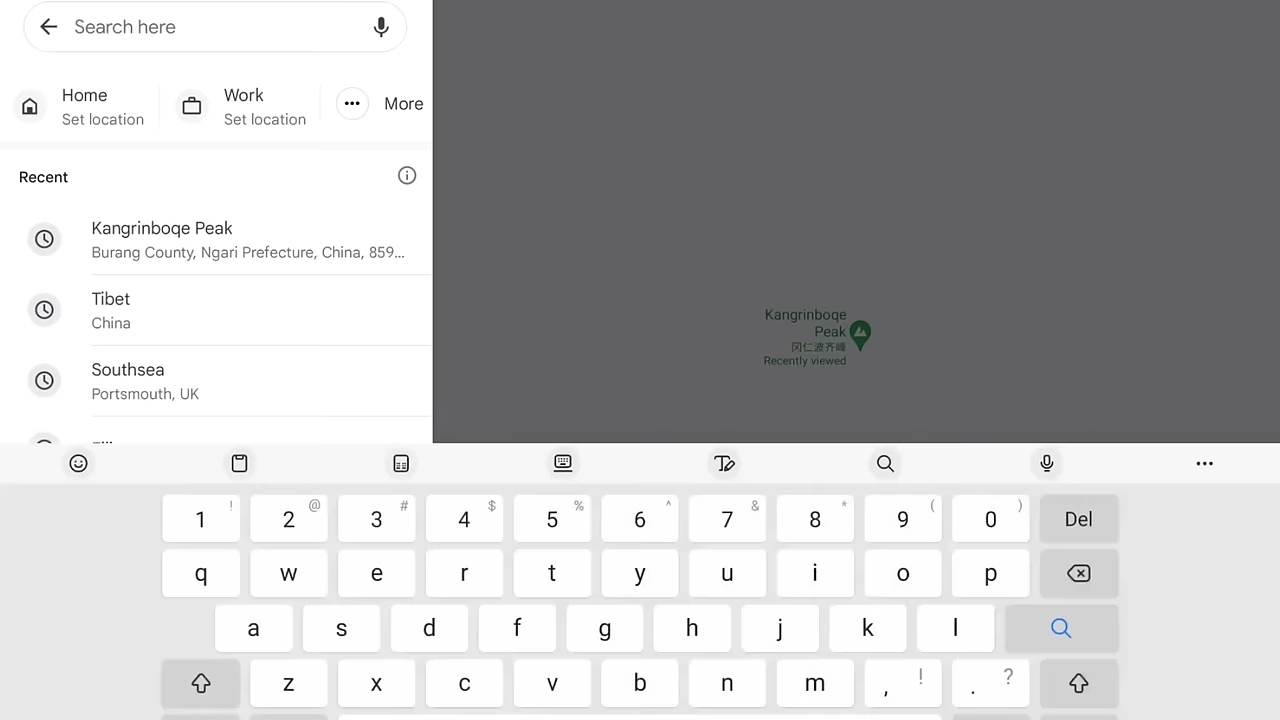 Search here
Home
Set location
Work
Set location
More
Recent
Kangrinboqe Peak
Burang County, Ngari Prefecture, China, 859...
Tibet
China
Southsea
Portsmouth, UK
Kangrinboqe
Peak
冈仁波齐峰
Recently viewed
1 ! 2 @ 3 # 4 $ 5 % 6 ^ 7 & 8 * 9 ( 0 ) Del
q w e r t y u i o p
a s d f g h j k l
z x c v b n m , ! . ?